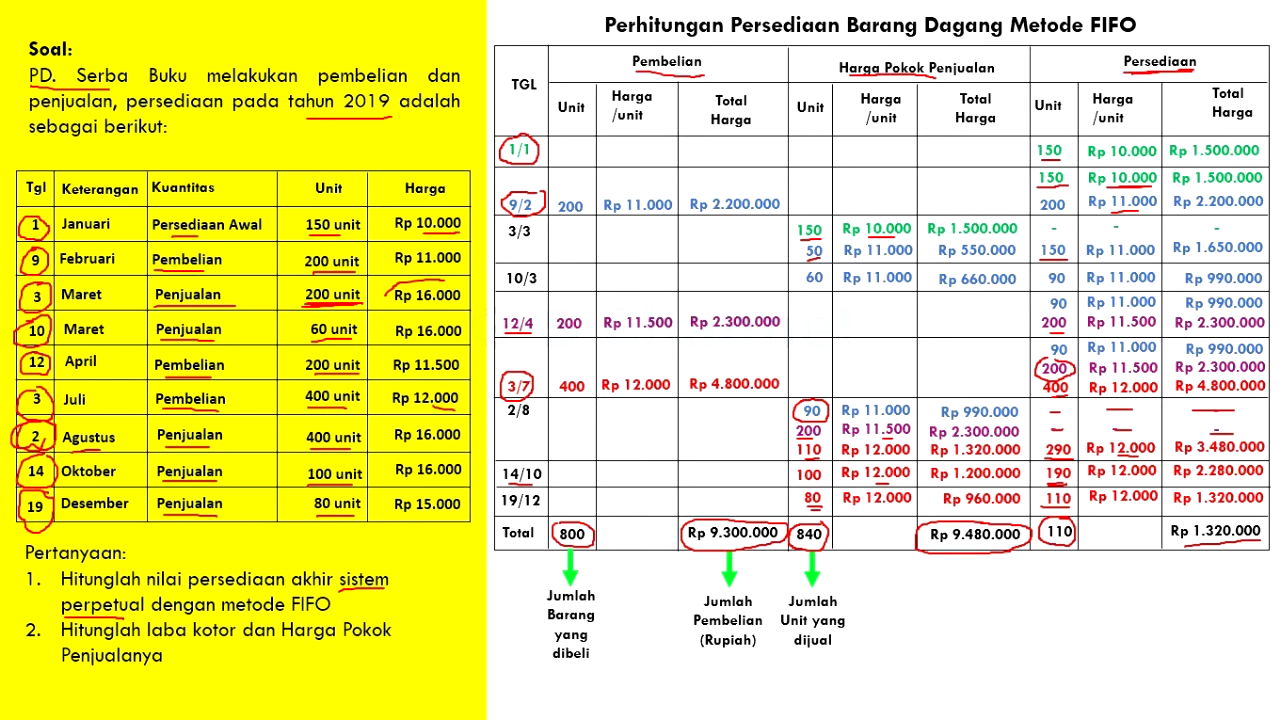 Soal:
PD. Serba Buku melakukan pembelian dan
penjualan, persediaan pada tahun 2019 adalah
sebagai berikut:
Tgl Keterangan Kuantitas Unit Harga
1 Januari Persediaan Awal 150 unit Rp 10.000
9 Februari Pembelian 200 unit Rp 11.000
3 Maret Penjualan 200 unit Rp 16.000
10 Maret Penjualan 60 unit Rp 16.000
12 April Pembelian 200 unit Rp 11.500
3 Juli Pembelian 400 unit Rp 12.000
2 Agustus Penjualan 400 unit Rp 16.000
14 Oktober Penjualan 100 unit Rp 16.000
19 Desember Penjualan 80 unit Rp 15.000
Pertanyaan:
1. Hitunglah nilai persediaan akhir sistem
perpetual dengan metode FIFO
2. Hitunglah laba kotor dan Harga Pokok
Penjualanya
Perhitungan Persediaan Barang Dagang Metode FIFO
TGL Pembelian Harga Pokok Penjualan Persediaan
Unit Harga /unit Total Harga Unit Harga /unit Total Harga Unit Harga /unit Total Harga
1/1 150 Rp 10.000 Rp 1.500.000
150 Rp 10.000 Rp 1.500.000
9/2 200 Rp 11.000 Rp 2.200.000 200 Rp 11.000 Rp 2.200.000
3/3 150 Rp 10.000 Rp 1.500.000 - - -
50 Rp 11.000 Rp 550.000 150 Rp 11.000 Rp 1.650.000
10/3 60 Rp 11.000 Rp 660.000 90 Rp 11.000 Rp 990.000
90 Rp 11.000 Rp 990.000
12/4 200 Rp 11.500 Rp 2.300.000 200 Rp 11.500 Rp 2.300.000
90 Rp 11.000 Rp 990.000
200 Rp 11.500 Rp 2.300.000
3/7 400 Rp 12.000 Rp 4.800.000 400 Rp 12.000 Rp 4.800.000
2/8 90 Rp 11.000 Rp 990.000 - - -
200 Rp 11.500 Rp 2.300.000 - - -
110 Rp 12.000 Rp 1.320.000 290 Rp 12.000 Rp 3.480.000
14/10 100 Rp 12.000 Rp 1.200.000 190 Rp 12.000 Rp 2.280.000
19/12 80 Rp 12.000 Rp 960.000 110 Rp 12.000 Rp 1.320.000
Total 800 Rp 9.300.000 840 Rp 9.480.000 110 Rp 1.320.000
Jumlah
Barang
yang
dibeli
Jumlah
Pembelian
(Rupiah)
Jumlah
Unit yang
dijual